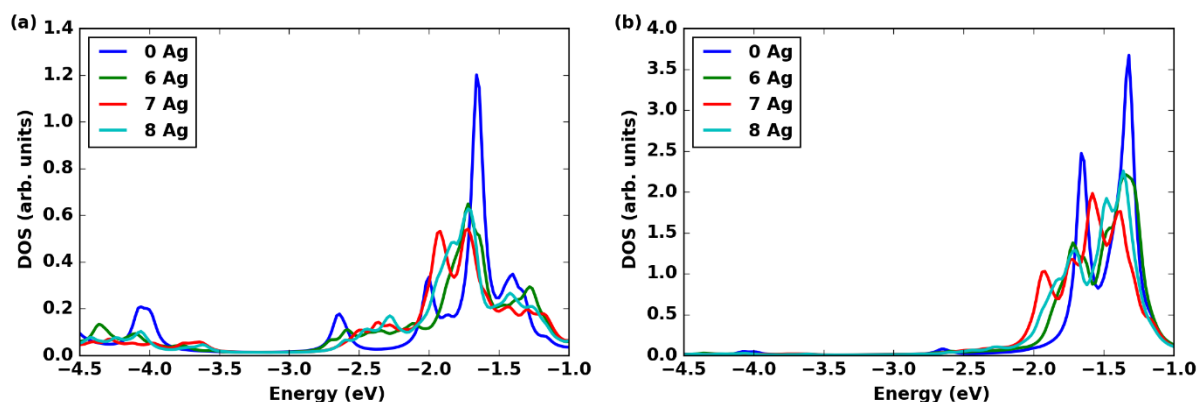 (a)
1.4
1.2
1.0
0.8
0.6
0.4
0.2
0.0
DOS (arb. units)
0 Ag
6 Ag
7 Ag
8 Ag
−4.5 −4.0 −3.5 −3.0 −2.5 −2.0 −1.5 −1.0
Energy (eV)
(b)
4.0
3.5
3.0
2.5
2.0
1.5
1.0
0.5
0.0
DOS (arb. units)
0 Ag
6 Ag
7 Ag
8 Ag
−4.5 −4.0 −3.5 −3.0 −2.5 −2.0 −1.5 −1.0
Energy (eV)